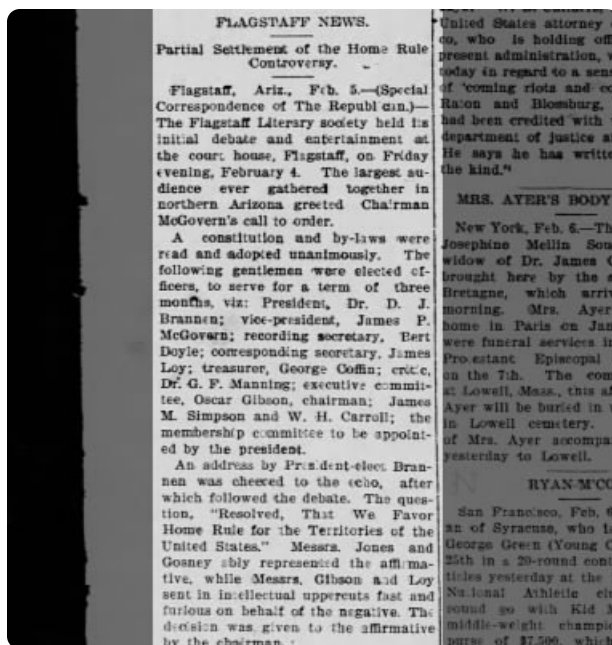 FLAGSTAFF NEWS.
Partial Settlement of the Home Rule
Controversy.
Flagstaff, Ariz., Feb. 5.—(Special
Correspondence of The Republican.)—
The Flagstaff Literary society held its
initial debate and entertainment at
the court house, Flagstaff, on Friday
evening, February 4. The largest au-
dience ever gathered together in
northern Arizona greeted Chairman
McGovern's call to order.
A constitution and by-laws were
read and adopted unanimously. The
following gentlemen were elected of-
ficers, to serve for a term of three
months, viz: President, Dr. D. J.
Brannen; vice-president, James P.
McGovern; recording secretary, Bert
Doyle; corresponding secretary, James
Loy; treasurer, George Coffin; critic,
Dr. G. F. Manning; executive commit-
tee, Oscar Gibson, chairman; James
M. Simpson and W. H. Carroll; the
membership committee to be appoint-
ed by the president.
An address by President-elect Bran-
nen was cheered to the echo, after
which followed the debate. The ques-
tion, "Resolved, That We Favor
Home Rule for the Territories of the
United States." Messrs. Jones and
Gosney ably represented the affirma-
tive, while Messrs. Gibson and Loy
sent in intellectual uppercuts fast and
furious on behalf of the negative. The
decision was given to the affirmative
by the chairman.
United States attorney
co, who is holding
present administration,
today in regard to a
of "coming riots and
Raton and Blossburg,
had been credited with
department of justice
He says he has written
the kind."
MRS. AYER'S BODY
New York, Feb. 6.—
Josephine Mellin
widow of Dr. James
brought here by the
Bretagne, which
morning. Mrs. Ayer
home in Paris on
were funeral services
Protestant Episcopal
on the 7th. The
at Lowell, Mass., this
Ayer will be buried in
in Lowell cemetery.
of Mrs. Ayer
yesterday to Lowell.
San Francisco, Feb.
an of Syracuse, who
George Green (Young
25th in a 20-round
yesterday at the
National Athletic
round go with Kid
middle-weight
purse of $7,500, which